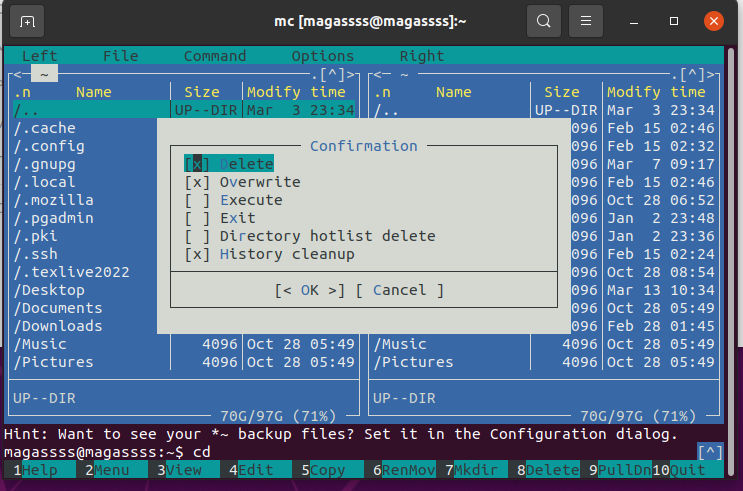 mc [magassss@magassss]:~
Left File Command Options Right
<─ ~ .[^]> <─ ~ .[^]>
.n Name Size Modify time .n Name Size Modify time
/.. UP--DIR Mar 3 23:34 /.. UP--DIR Mar 3 23:34
/.cache 4096 Feb 15 02:46
/.config 4096 Feb 15 02:32
/.gnupg 4096 Mar 7 09:17
/.local 4096 Feb 15 02:46
/.mozilla 4096 Oct 28 06:52
/.pgadmin 4096 Jan 2 23:48
/.pki 4096 Jan 2 23:36
/.ssh 4096 Feb 15 02:24
/.texlive2022 4096 Oct 28 08:54
/Desktop 4096 Mar 13 10:34
/Documents 4096 Oct 28 05:49
/Downloads 4096 Feb 28 01:45
/Music 4096 Oct 28 05:49 /Music 4096 Oct 28 05:49
/Pictures 4096 Oct 28 05:49 /Pictures 4096 Oct 28 05:49
Confirmation
[x] Delete
[x] Overwrite
[ ] Execute
[ ] Exit
[ ] Directory hotlist delete
[x] History cleanup
[< OK >] [ Cancel ]
UP--DIR UP--DIR
70G/97G (71%) 70G/97G (71%)
Hint: Want to see your *~ backup files? Set it in the Configuration dialog.
magassss@magassss:~$ cd [^]
1Help 2Menu 3View 4Edit 5Copy 6RenMov 7Mkdir 8Delete 9PullDn 10Quit